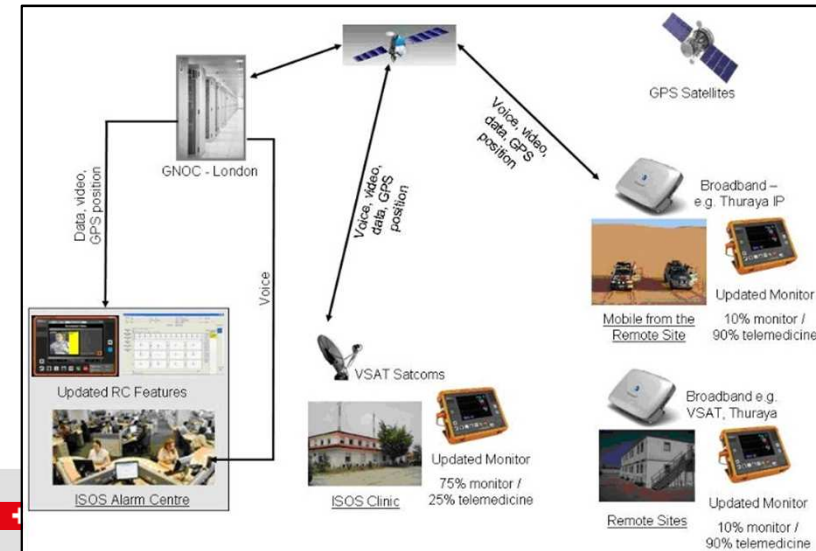 GPS Satellites
GNOC - London
Data, video,
GPS position
Voice
Voice, video,
data, GPS
position
Voice, video,
data, GPS
position
Broadband –
e.g. Thuraya IP
Updated Monitor
10% monitor /
90% telemedicine
Mobile from the
Remote Site
Updated RC Features
ISOS Alarm Centre
VSAT Satcoms
Updated Monitor
75% monitor /
25% telemedicine
ISOS Clinic
Broadband e.g.
VSAT, Thuraya
Updated Monitor
10% monitor /
90% telemedicine
Remote Sites